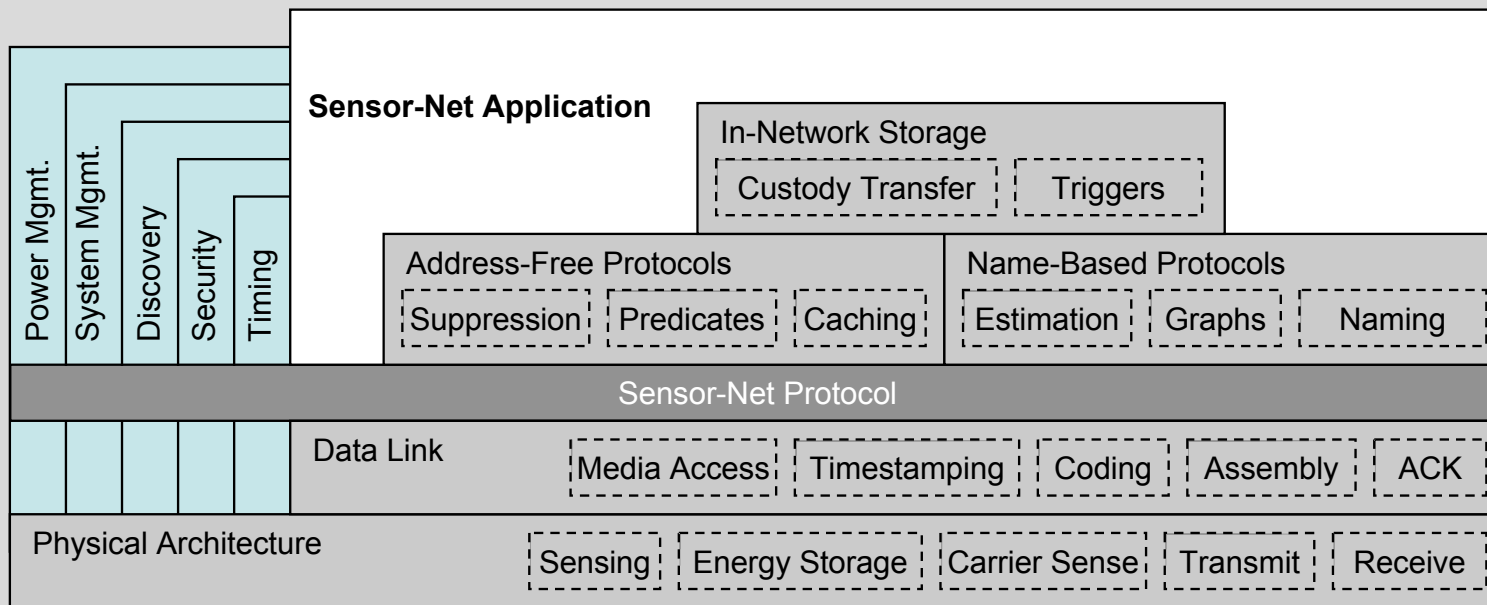 Power Mgmt.
System Mgmt.
Discovery
Security
Timing
Sensor-Net Application
In-Network Storage
Custody Transfer Triggers
Address-Free Protocols
Suppression Predicates Caching
Name-Based Protocols
Estimation Graphs Naming
Sensor-Net Protocol
Data Link
Media Access Timestamping Coding Assembly ACK
Physical Architecture
Sensing Energy Storage Carrier Sense Transmit Receive